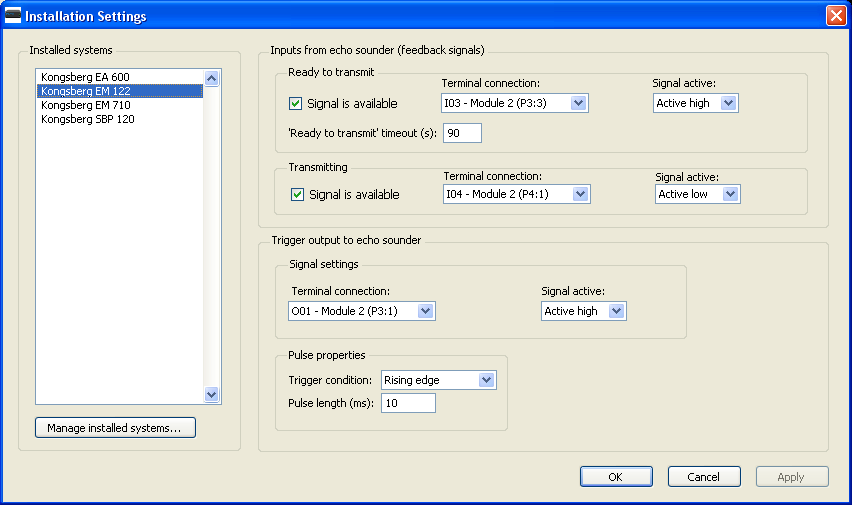 Installation Settings
Installed systems
Kongsberg EA 600
Kongsberg EM 122
Kongsberg EM 710
Kongsberg SBP 120
Manage installed systems...
Inputs from echo sounder (feedback signals)
Ready to transmit
Terminal connection:
Signal active:
Signal is available
I03 - Module 2 (P3:3)
Active high
'Ready to transmit' timeout (s):
90
Transmitting
Terminal connection:
Signal active:
Signal is available
I04 - Module 2 (P4:1)
Active low
Trigger output to echo sounder
Signal settings
Terminal connection:
Signal active:
O01 - Module 2 (P3:1)
Active high
Pulse properties
Trigger condition:
Rising edge
Pulse length (ms):
10
OK
Cancel
Apply